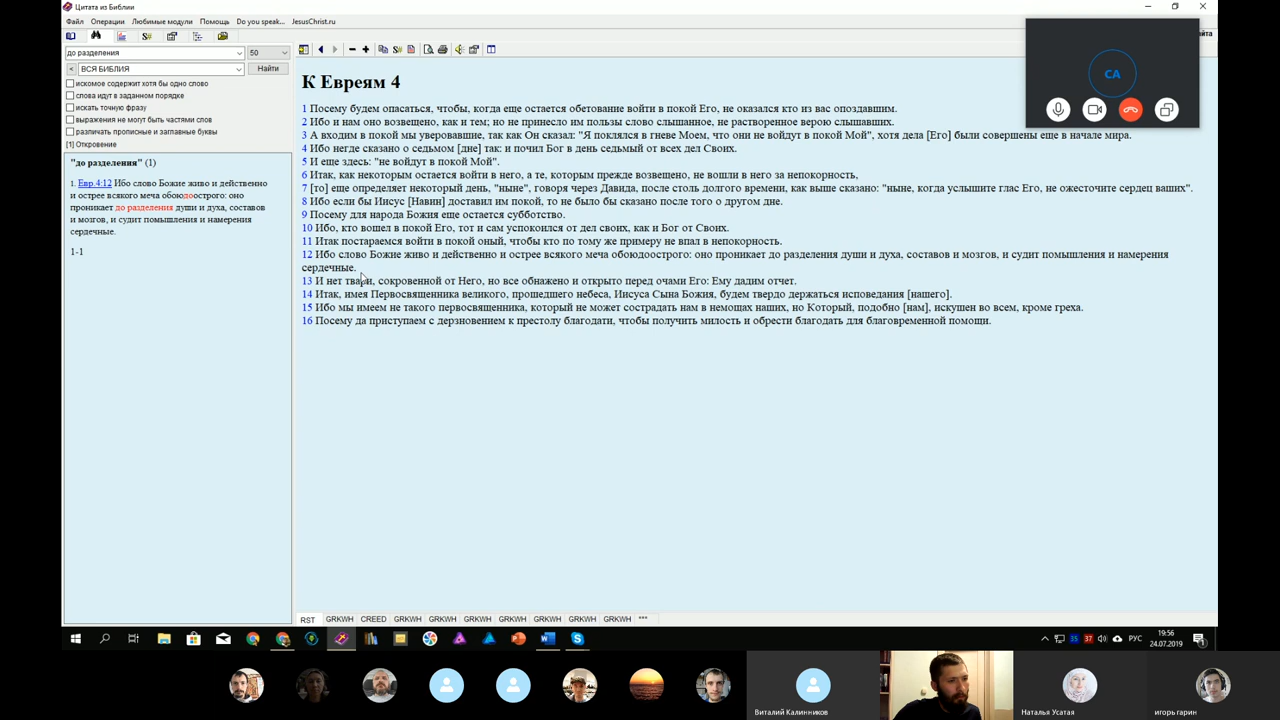 Цитата из Библии
Файл Операции Любимые модули Помощь Do you speak... JesusChrist.ru
до разделения 50
< ВСЯ БИБЛИЯ Найти
искомое содержит хотя бы одно слово
слова идут в заданном порядке
искать точную фразу
выражения не могут быть частями слов
различать прописные и заглавные буквы
[1] Откровение
"до разделения" (1)
1. Евр.4:12 Ибо слово Божие живо и действенно
и острее всякого меча обоюдоострого: оно
проникает до разделения души и духа, составов
и мозгов, и судит помышления и намерения
сердечные.
1-1
К Евреям 4
1 Посему будем опасаться, чтобы, когда еще остается обетование войти в покой Его, не оказался кто из вас опоздавшим.
2 Ибо и нам оно возвещено, как и тем; но не принесло им пользы слово слышанное, не растворенное верою слышавших.
3 А входим в покой мы уверовавшие, так как Он сказал: "Я поклялся в гневе Моем, что они не войдут в покой Мой", хотя дела [Его] были совершены еще в начале мира.
4 Ибо негде сказано о седьмом [дне] так: и почил Бог в день седьмый от всех дел Своих.
5 И еще здесь: "не войдут в покой Мой".
6 Итак, как некоторым остается войти в него, а те, которым прежде возвещено, не вошли в него за непокорность,
7 [то] еще определяет некоторый день, "ныне", говоря через Давида, после столь долгого времени, как выше сказано: "ныне, когда услышите глас Его, не ожесточите сердец ваших".
8 Ибо если бы Иисус [Навин] доставил им покой, то не было бы сказано после того о другом дне.
9 Посему для народа Божия еще остается субботство.
10 Ибо, кто вошел в покой Его, тот и сам успокоился от дел своих, как и Бог от Своих.
11 Итак постараемся войти в покой оный, чтобы кто по тому же примеру не впал в непокорность.
12 Ибо слово Божие живо и действенно и острее всякого меча обоюдоострого: оно проникает до разделения души и духа, составов и мозгов, и судит помышления и намерения
сердечные.
13 И нет твари, сокровенной от Него, но все обнажено и открыто перед очами Его: Ему дадим отчет.
14 Итак, имея Первосвященника великого, прошедшего небеса, Иисуса Сына Божия, будем твердо держаться исповедания [нашего].
15 Ибо мы имеем не такого первосвященника, который не может сострадать нам в немощах наших, но Который, подобно [нам], искушен во всем, кроме греха.
16 Посему да приступаем с дерзновением к престолу благодати, чтобы получить милость и обрести благодать для благовременной помощи.
CA
RST GRKWH CREED GRKWH GRKWH GRKWH GRKWH GRKWH GRKWH ***
35 37 РУС
19:56
24.07.2019
Виталий Калинников Наталья Усатая игорь гарин